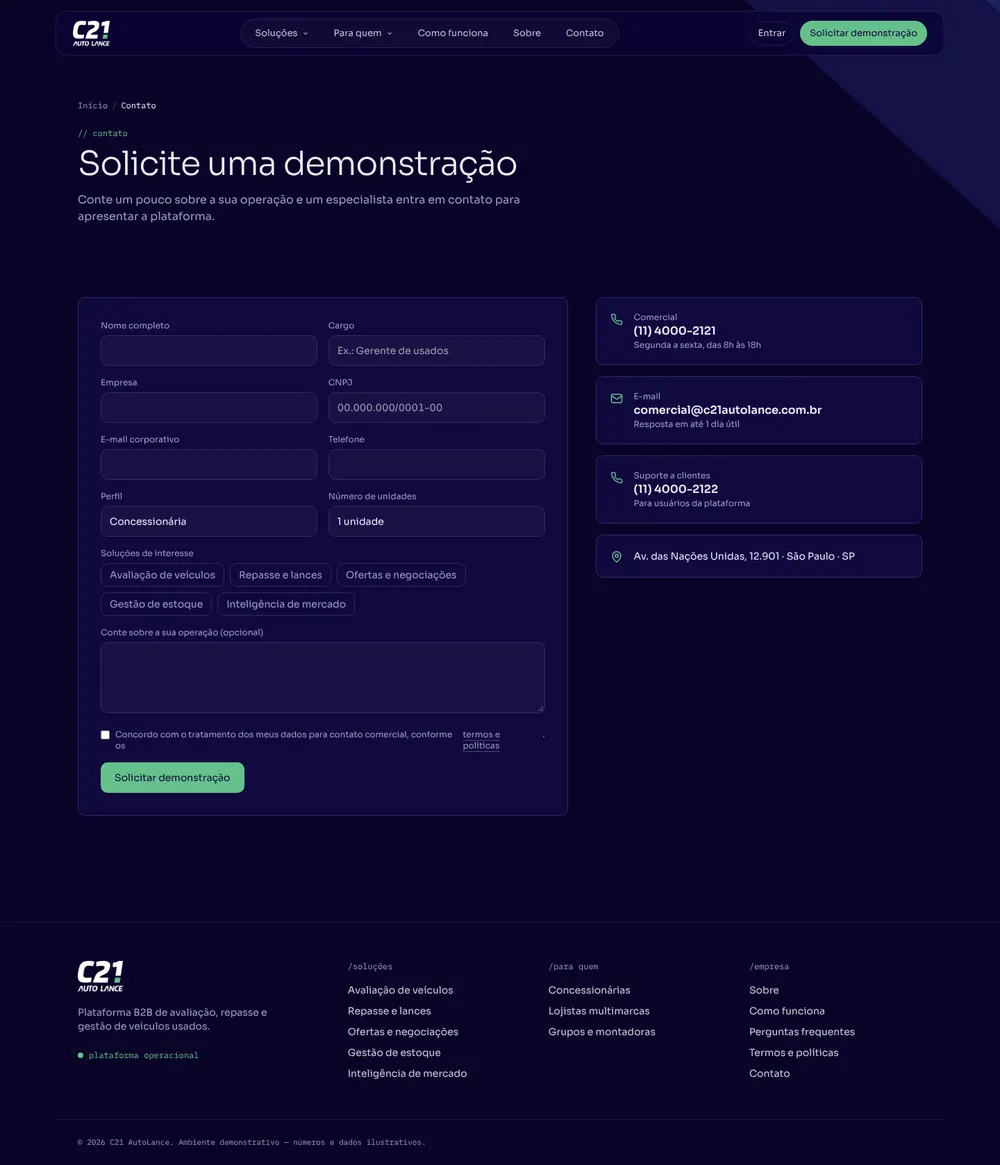 C21
AUTO LANCE
Soluções
Para quem
Como funciona
Sobre
Contato
Entrar
Solicitar demonstração
Início / Contato
// contato
Solicite uma demonstração
Conte um pouco sobre a sua operação e um especialista entra em contato para
apresentar a plataforma.
Nome completo
Cargo
Ex.: Gerente de usados
Empresa
CNPJ
00.000.000/0001-00
E-mail corporativo
Telefone
Perfil
Concessionária
Número de unidades
1 unidade
Soluções de interesse
Avaliação de veículos
Repasse e lances
Ofertas e negociações
Gestão de estoque
Inteligência de mercado
Conte sobre a sua operação (opcional)
Concordo com o tratamento dos meus dados para contato comercial, conforme
os
termos e
políticas
.
Solicitar demonstração
Comercial
(11) 4000-2121
Segunda a sexta, das 8h às 18h
E-mail
comercial@c21autolance.com.br
Resposta em até 1 dia útil
Suporte a clientes
(11) 4000-2122
Para usuários da plataforma
Av. das Nações Unidas, 12.901 · São Paulo · SP
C21
AUTO LANCE
Plataforma B2B de avaliação, repasse e
gestão de veículos usados.
plataforma operacional
/soluções
Avaliação de veículos
Repasse e lances
Ofertas e negociações
Gestão de estoque
Inteligência de mercado
/para quem
Concessionárias
Lojistas multimarcas
Grupos e montadoras
/empresa
Sobre
Como funciona
Perguntas frequentes
Termos e políticas
Contato
© 2026 C21 AutoLance. Ambiente demonstrativo — números e dados ilustrativos.